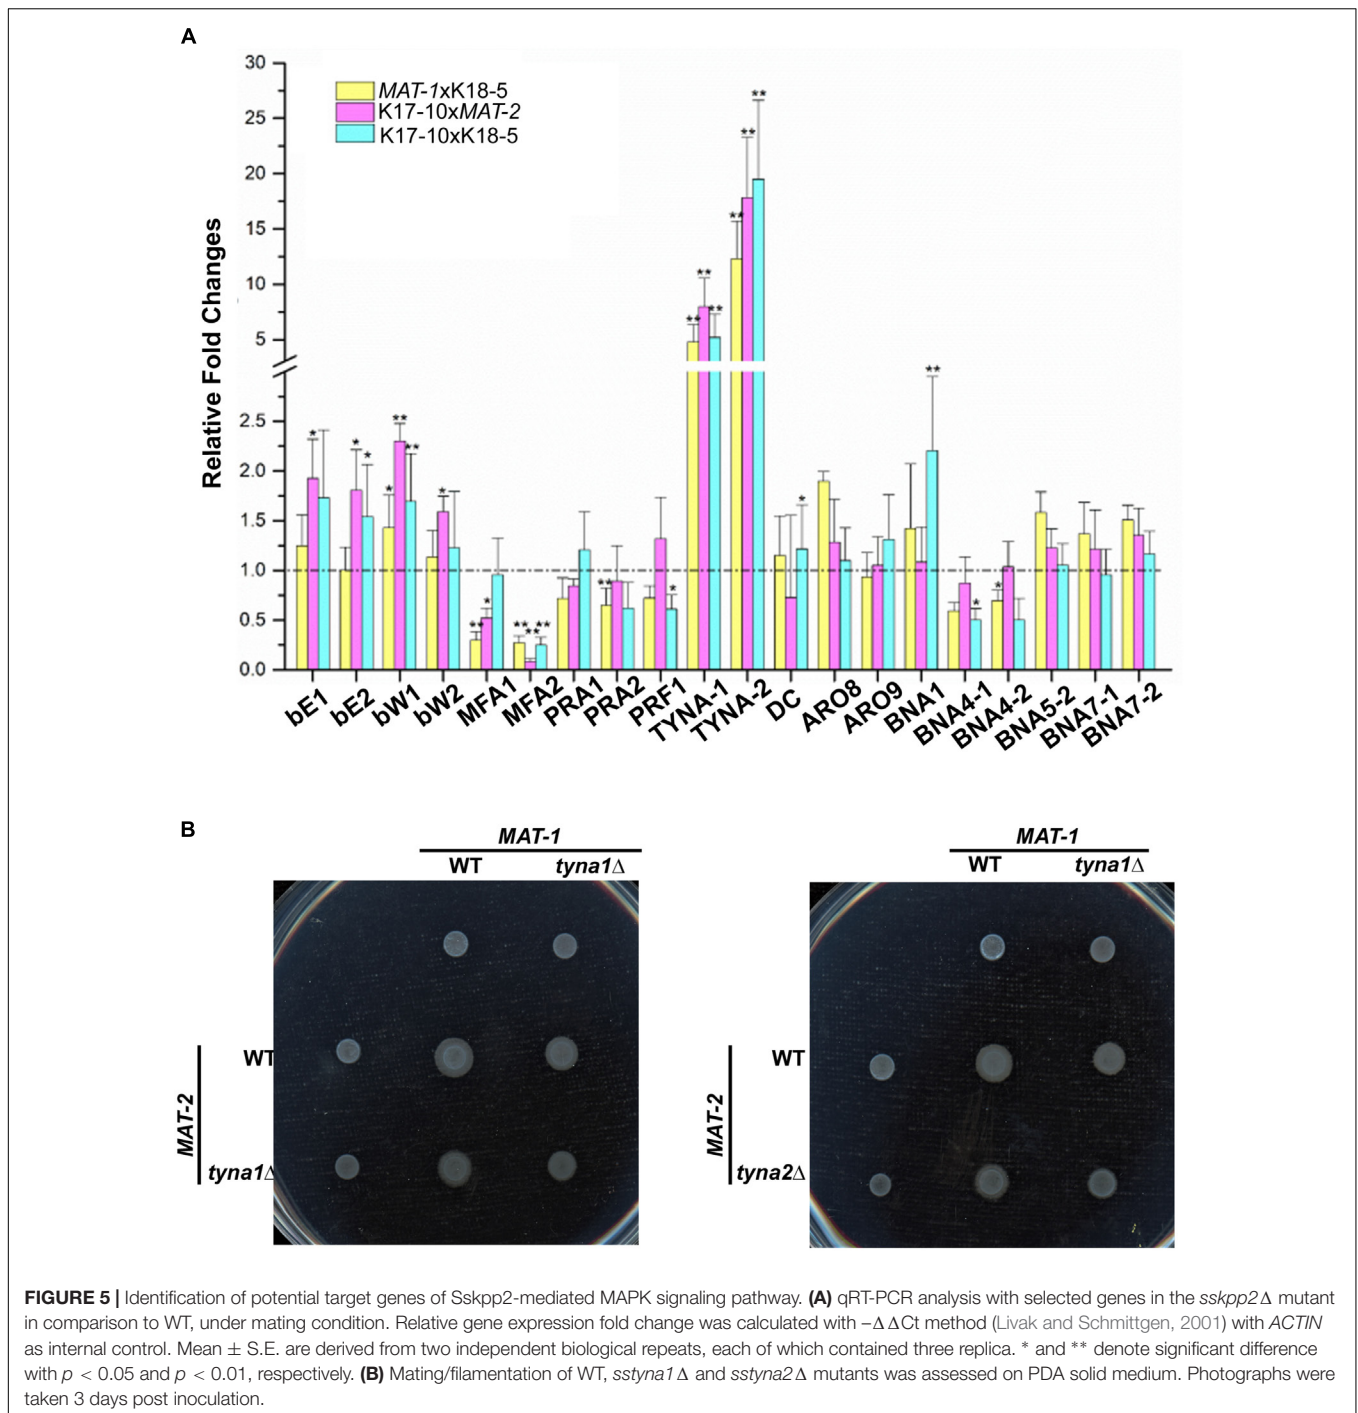 A
30
25
20
15
10
5
2.5
2.0
1.5
1.0
0.5
0.0
Relative Fold Changes
MAT-1xK18-5
K17-10xMAT-2
K17-10xK18-5
bE1
bE2
bW1
bW2
MFA1
MFA2
PRA1
PRA2
PRF1
TYNA-1
TYNA-2
DC
ARO8
ARO9
BNA1
BNA4-1
BNA4-2
BNA5-2
BNA7-1
BNA7-2
B
MAT-1
WT tyna1Δ
MAT-2
WT
tyna1Δ
MAT-1
WT tyna1Δ
MAT-2
WT
tyna2Δ
FIGURE 5 | Identification of potential target genes of Sskpp2-mediated MAPK signaling pathway. (A) qRT-PCR analysis with selected genes in the sskpp2Δ mutant
in comparison to WT, under mating condition. Relative gene expression fold change was calculated with −ΔΔCt method (Livak and Schmittgen, 2001) with ACTIN
as internal control. Mean ± S.E. are derived from two independent biological repeats, each of which contained three replica. * and ** denote significant difference
with p < 0.05 and p < 0.01, respectively. (B) Mating/filamentation of WT, sstyna1Δ and sstyna2Δ mutants was assessed on PDA solid medium. Photographs were
taken 3 days post inoculation.